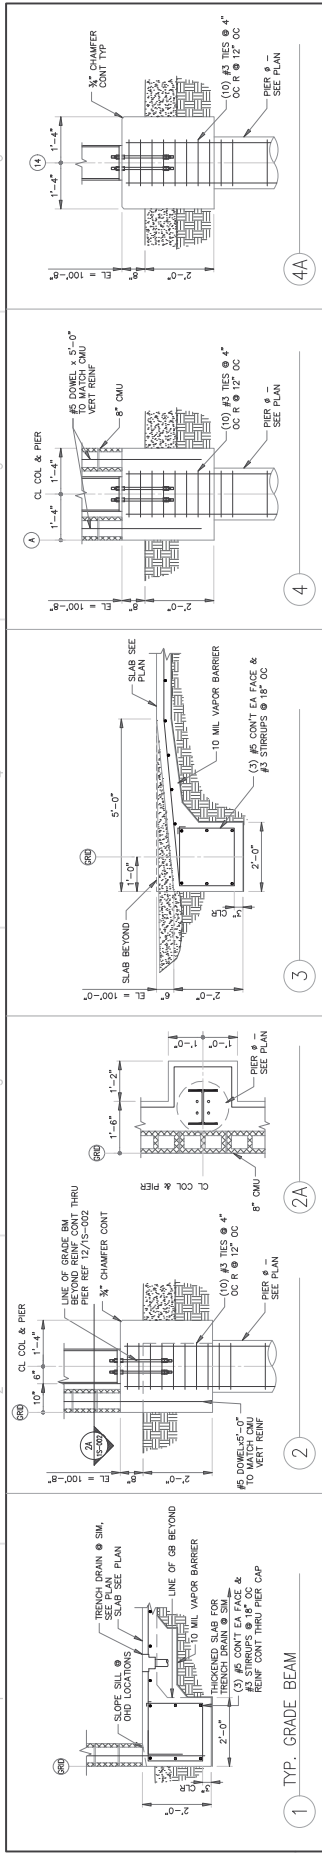 GRID
SLOPE SILL @
OHD LOCATIONS
TRENCH DRAIN @ SIM,
SEE PLAN
SLAB SEE PLAN
2'-0"
3"
CLR
2'-0"
LINE OF GB BEYOND
10 MIL VAPOR BARRIER
THICKENED SLAB FOR
TRENCH DRAIN @ SIM
(3) #5 CON'T EA FACE &
#3 STIRRUPS @ 18" OC
REINF CONT THRU PIER CAP
1
TYP. GRADE BEAM
GRID
CL COL & PIER
10"
6"
1'-4"
LINE OF GRADE BM
BEYOND REINF CONT THRU
PIER REF 12/1S-002
¾" CHAMFER CONT
2A
1S-002
EL = 100'-8"
8"
2'-0"
#5 DOWELx5'-0"
TO MATCH CMU
VERT REINF
(10) #3 TIES @ 4"
OC R @ 12" OC
PIER ø -
SEE PLAN
2
GRID
1'-6"
1'-2"
CL COL & PIER
1'-0"
1'-0"
8" CMU
PIER ø -
SEE PLAN
2A
GRID
5'-0"
1'-0"
SLAB BEYOND
SLAB SEE
PLAN
EL = 100'-0"
6"
2'-0"
3" CLR
2'-0"
10 MIL VAPOR BARRIER
(3) #5 CON'T EA FACE &
#3 STIRRUPS @ 18" OC
3
A
CL COL & PIER
1'-4"
1'-4"
#5 DOWEL x 5'-0"
TO MATCH CMU
VERT REINF
8" CMU
EL = 100'-8"
8"
2'-0"
(10) #3 TIES @ 4"
OC R @ 12" OC
PIER ø -
SEE PLAN
4
14
1'-4"
1'-4"
¾" CHAMFER
CONT TYP
EL = 100'-8"
8"
2'-0"
(10) #3 TIES @ 4"
OC R @ 12" OC
PIER ø -
SEE PLAN
4A